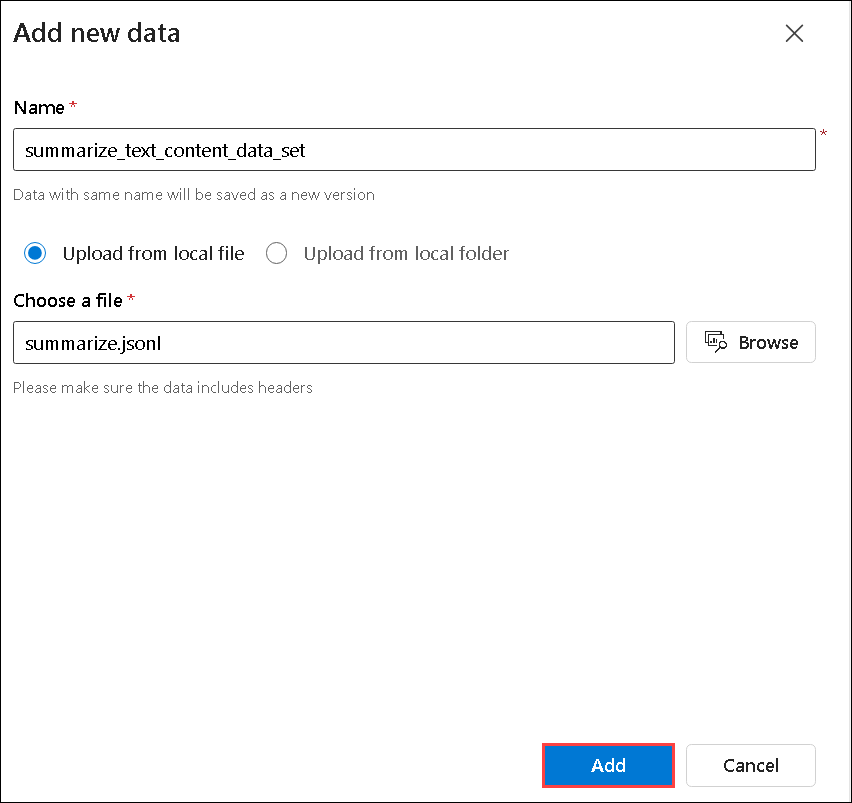 Add new data
Name *
summarize_text_content_data_set *
Data with same name will be saved as a new version
Upload from local file Upload from local folder
Choose a file *
summarize.jsonl Browse
Please make sure the data includes headers
Add Cancel